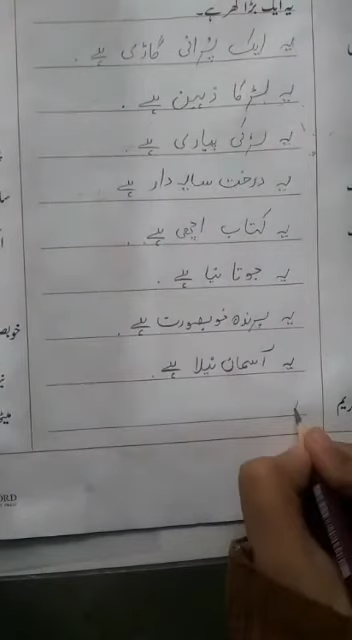 یہ ایک بڑا گھر ہے۔
یہ ایک پرانی گاڑی ہے ۔
یہ لڑکا ذہین ہے ۔
یہ لڑکی پیاری ہے ۔
یہ درخت سایہ دار ہے
یہ کتاب اچھی ہے ۔
یہ جوتا نیا ہے ۔
یہ پرندہ خوبصورت ہے ۔
یہ آسمان نیلا ہے ۔